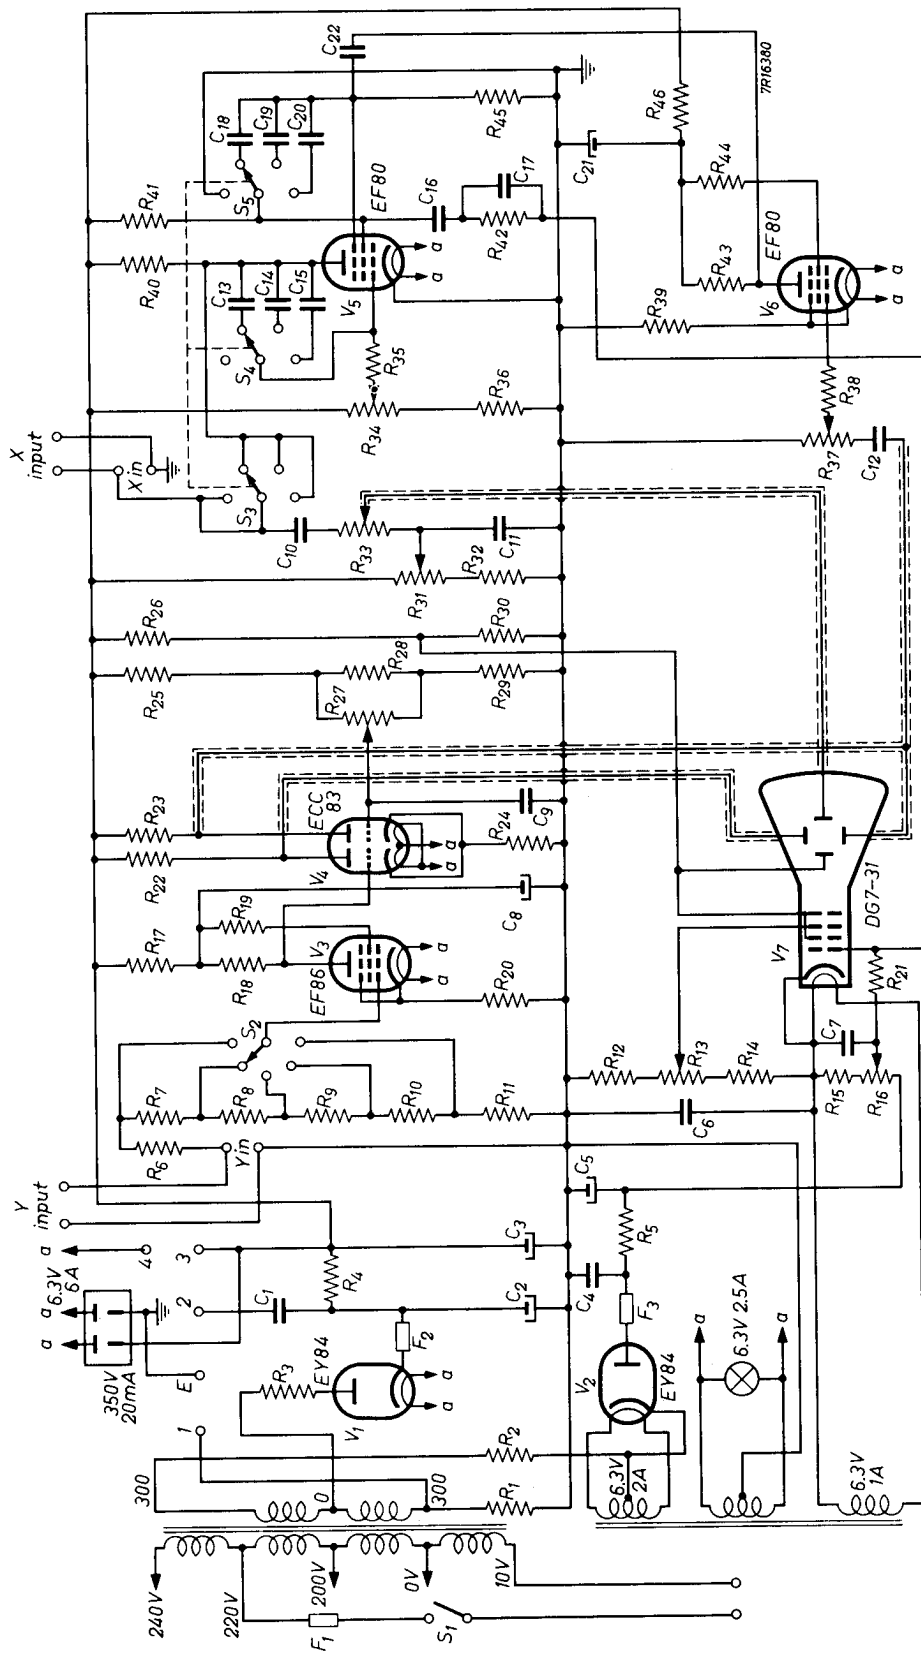 240V
220V
200V
0V
10V
F1
S1
300
0
300
R1
R2
6.3V
2A
6.3V
1A
1
E
2
3
4
350V
20mA
6.3V
6A
a
a
a
V1
EY84
R3
a
a
F2
C1
R4
C2
C3
V2
EY84
F3
C4
R5
C5
6.3V 2.5A
a
a
Y
input
Y in
R6
R7
R8
R9
R10
R11
S2
C6
R12
R13
R14
R15
R16
C7
R21
V7
DG7-31
R17
R18
R19
V3
EF86
a
a
R20
C8
R22
R23
V4
ECC
83
a
a
R24
C9
R25
R26
R27
R28
R29
R30
R31
R32
R33
C10
C11
S3
X
input
X in
R34
R35
R36
S4
C13
C14
C15
R40
R41
V5
EF80
a
a
S5
C18
C19
C20
C22
C16
C17
R42
R45
R37
C12
R38
R39
V6
EF80
a
a
R43
R44
C21
R46
7R16380